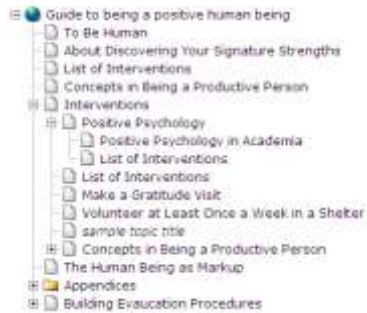 Guide to being a positive human being
To Be Human
About Discovering Your Signature Strengths
List of Interventions
Concepts in Being a Productive Person
Interventions
Positive Psychology
Positive Psychology in Academia
List of Interventions
List of Interventions
Make a Gratitude Visit
Volunteer at Least Once a Week in a Shelter
sample topic title
Concepts in Being a Productive Person
The Human Being as Markup
Appendices
Building Evaucation Procedures